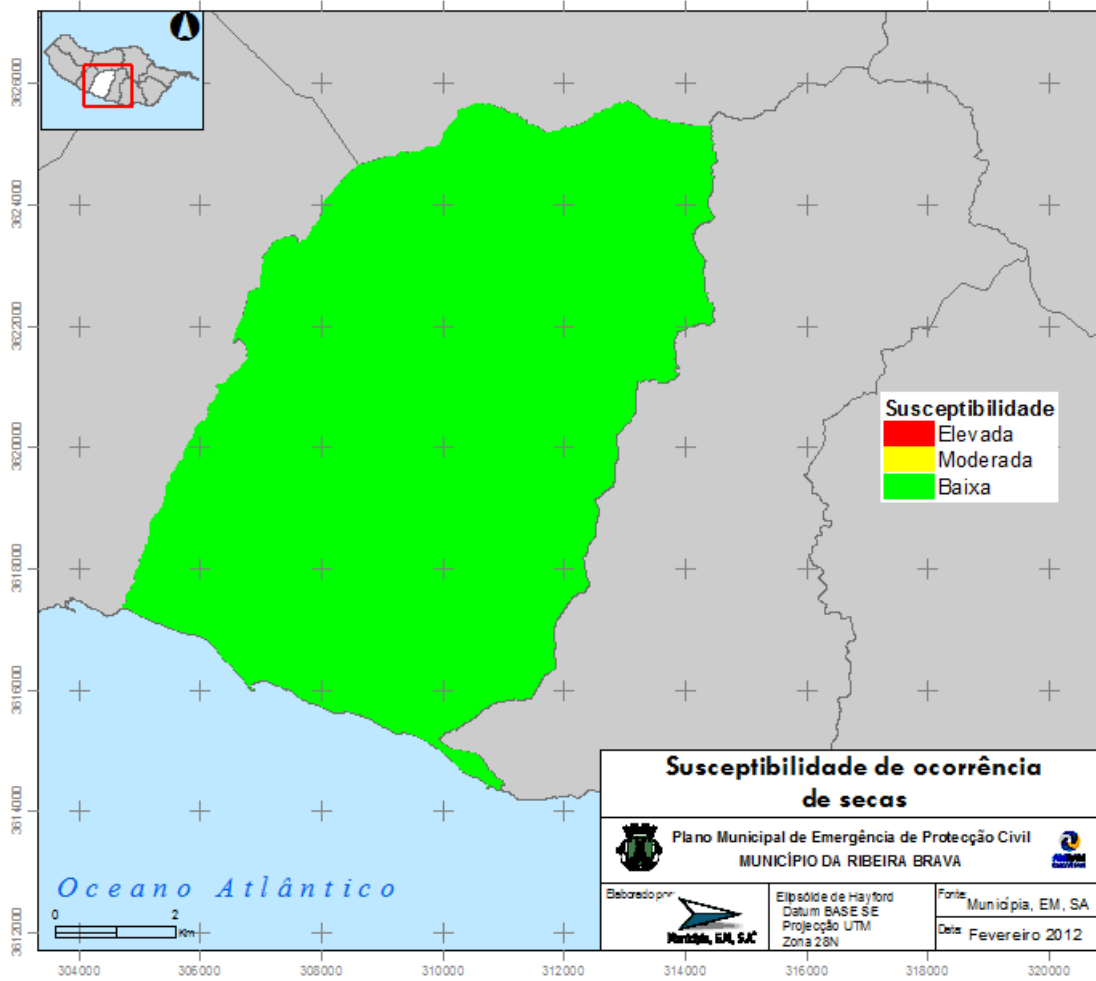 3626000
3624000
3622000
3620000
3618000
3616000
3614000
3612000
Susceptibilidade
Elevada
Moderada
Baixa
Oceano Atlântico
0 2
Km
Susceptibilidade de ocorrência
de secas
Plano Municipal de Emergência de Protecção Civil
MUNICÍPIO DA RIBEIRA BRAVA
Elaborado por:
Município, EM, S.A.
Elipsóide de Hayford
Datum BASE SE
Projecção UTM
Zona 28N
Fonte: Município, EM, SA
Data: Fevereiro 2012
304000 306000 308000 310000 312000 314000 316000 318000 320000